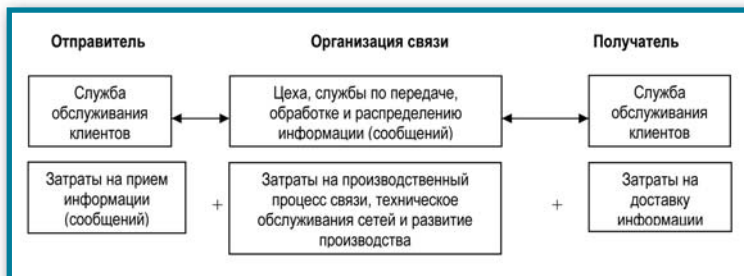 Отправитель Организация связи Получатель
Служба обслуживания клиентов
Цеха, службы по передаче, обработке и распределению информации (сообщений)
Служба обслуживания клиентов
Затраты на прием информации (сообщений)
+
Затраты на производственный процесс связи, техническое обслуживания сетей и развитие производства
+
Затраты на доставку информации